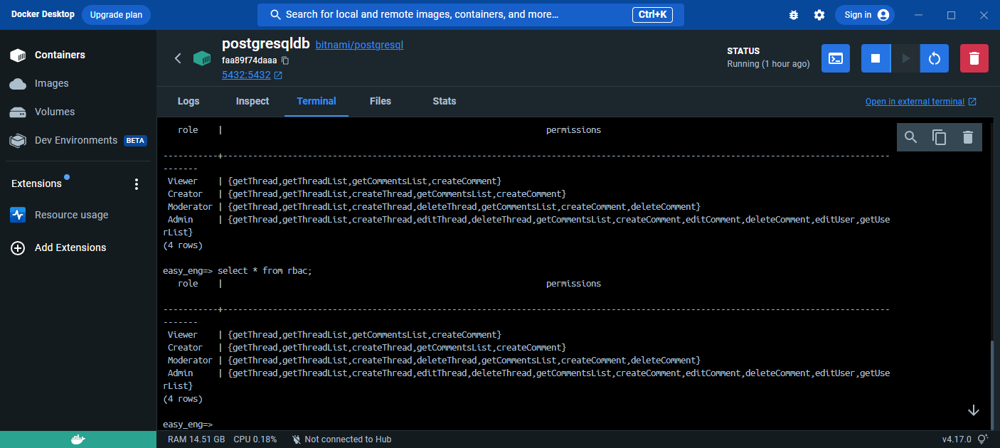 Docker Desktop Upgrade plan Search for local and remote images, containers, and more... Ctrl+K Sign in
Containers
Images
Volumes
Dev Environments BETA
Extensions
Resource usage
Add Extensions
postgresqldb bitnami/postgresql
faa89f74daaa
5432:5432
STATUS
Running (1 hour ago)
Logs Inspect Terminal Files Stats Open in external terminal
role | permissions
-----------+--------------------------------------------------------------------------------------------------------------------------------------
-------
Viewer | {getThread,getThreadList,getCommentsList,createComment}
Creator | {getThread,getThreadList,createThread,getCommentsList,createComment}
Moderator | {getThread,getThreadList,createThread,deleteThread,getCommentsList,createComment,deleteComment}
Admin | {getThread,getThreadList,createThread,editThread,deleteThread,getCommentsList,createComment,editComment,deleteComment,editUser,getUse
rList}
(4 rows)
easy_eng=> select * from rbac;
role | permissions
-----------+--------------------------------------------------------------------------------------------------------------------------------------
-------
Viewer | {getThread,getThreadList,getCommentsList,createComment}
Creator | {getThread,getThreadList,createThread,getCommentsList,createComment}
Moderator | {getThread,getThreadList,createThread,deleteThread,getCommentsList,createComment,deleteComment}
Admin | {getThread,getThreadList,createThread,editThread,deleteThread,getCommentsList,createComment,editComment,deleteComment,editUser,getUse
rList}
(4 rows)
easy_eng=>
RAM 14.51 GB CPU 0.18% Not connected to Hub v4.17.0